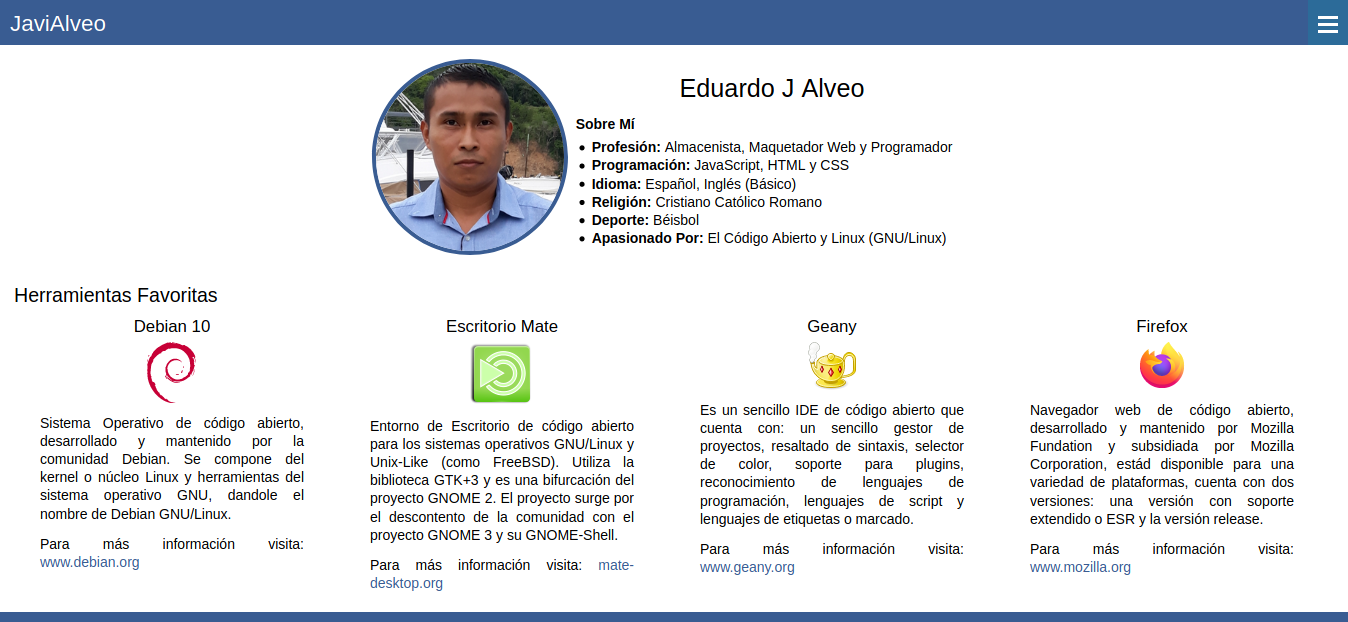 JaviAlveo
Eduardo J Alveo
Sobre Mí
Profesión: Almacenista, Maquetador Web y Programador
Programación: JavaScript, HTML y CSS
Idioma: Español, Inglés (Básico)
Religión: Cristiano Católico Romano
Deporte: Béisbol
Apasionado Por: El Código Abierto y Linux (GNU/Linux)
Herramientas Favoritas
Debian 10
Sistema Operativo de código abierto,
desarrollado y mantenido por la
comunidad Debian. Se compone del
kernel o núcleo Linux y herramientas del
sistema operativo GNU, dandole el
nombre de Debian GNU/Linux.
Para más información visita:
www.debian.org
Escritorio Mate
Entorno de Escritorio de código abierto
para los sistemas operativos GNU/Linux y
Unix-Like (como FreeBSD). Utiliza la
biblioteca GTK+3 y es una bifurcación del
proyecto GNOME 2. El proyecto surge por
el descontento de la comunidad con el
proyecto GNOME 3 y su GNOME-Shell.
Para más información visita: mate-
desktop.org
Geany
Es un sencillo IDE de código abierto que
cuenta con: un sencillo gestor de
proyectos, resaltado de sintaxis, selector
de color, soporte para plugins,
reconocimiento de lenguajes de
programación, lenguajes de script y
lenguajes de etiquetas o marcado.
Para más información visita:
www.geany.org
Firefox
Navegador web de código abierto,
desarrollado y mantenido por Mozilla
Fundation y subsidiada por Mozilla
Corporation, estád disponible para una
variedad de plataformas, cuenta con dos
versiones: una versión con soporte
extendido o ESR y la versión release.
Para más información visita:
www.mozilla.org